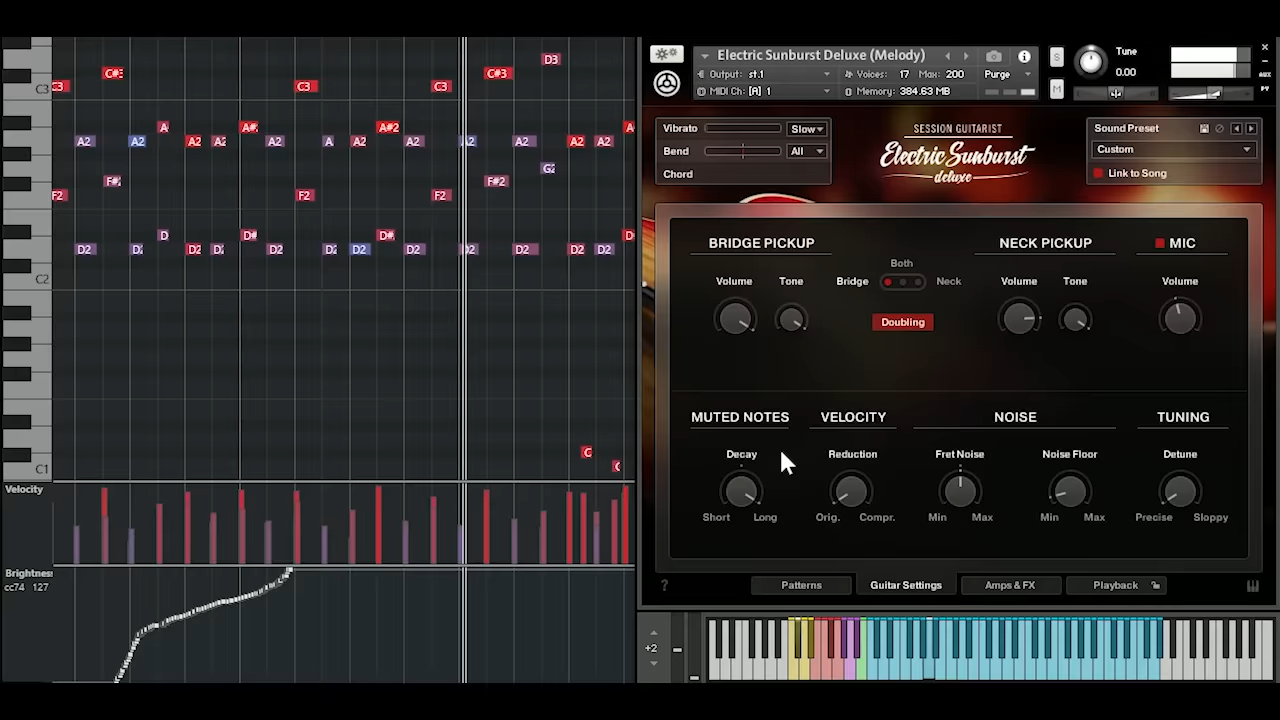 D3
C#3
C3
C3
C3
C#3
C3
A
A#
A#2
A
A2
A2
A2
A2
A2
A
A2
A2
A2
A2
A2
A2
F#2
F2
F2
F2
D
D#
D#
D
D2
D2
D2
D2
D2
D2
D2
D2
C2
C
C1
Velocity
Brightness
cc74 127
Electric Sunburst Deluxe (Melody)
Output: st.1
Voices: 17 Max: 200
Purge
MIDI Ch: [A] 1
Memory: 384.63 MB
S
M
Tune
0.00
AUX
PV
Vibrato
Slow
Bend
All
Chord
SESSION GUITARIST
Electric Sunburst
deluxe
Sound Preset
Custom
Link to Song
BRIDGE PICKUP
Volume
Tone
Both
Bridge
Neck
Doubling
NECK PICKUP
Volume
Tone
MIC
Volume
MUTED NOTES
VELOCITY
NOISE
TUNING
Decay
Reduction
Fret Noise
Noise Floor
Detune
Short Long
Orig. Compr.
Min Max
Min Max
Precise Sloppy
?
Patterns
Guitar Settings
Amps & FX
Playback
+2